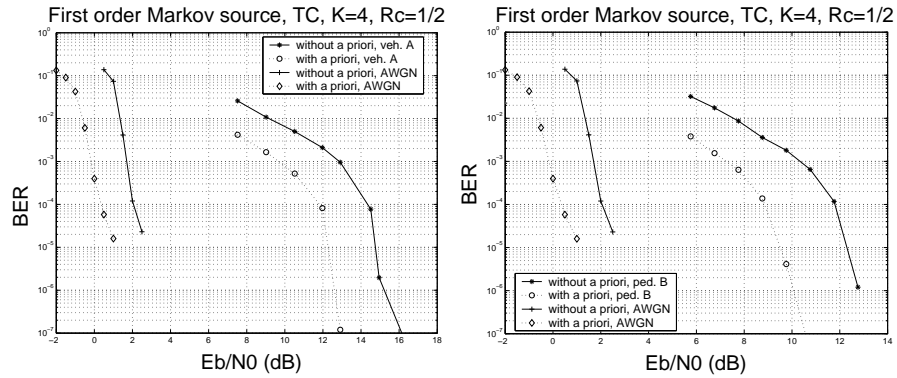 First order Markov source, TC, K=4, Rc=1/2
10^0
10^-1
10^-2
10^-3
10^-4
10^-5
10^-6
10^-7
BER
without a priori, veh. A
with a priori, veh. A
without a priori, AWGN
with a priori, AWGN
−2 0 2 4 6 8 10 12 14 16 18
Eb/N0 (dB)
First order Markov source, TC, K=4, Rc=1/2
10^0
10^-1
10^-2
10^-3
10^-4
10^-5
10^-6
10^-7
BER
without a priori, ped. B
with a priori, ped. B
without a priori, AWGN
with a priori, AWGN
−2 0 2 4 6 8 10 12 14
Eb/N0 (dB)